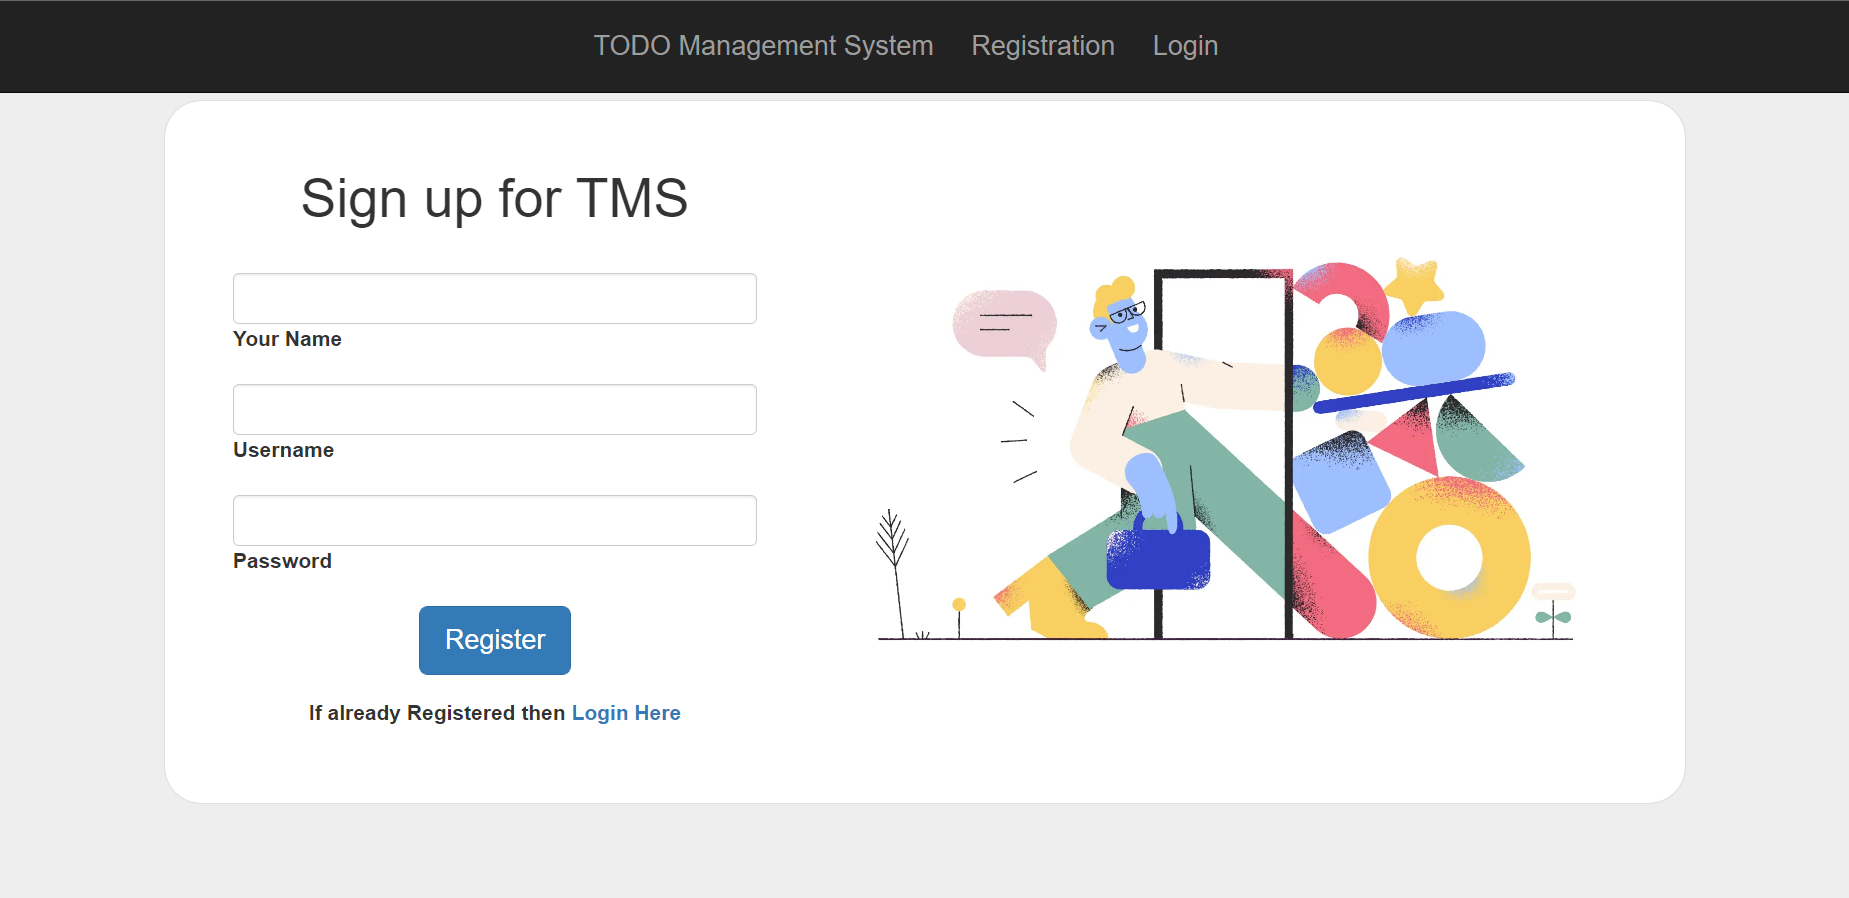 TODO Management System Registration Login
Sign up for TMS
Your Name
Username
Password
Register
If already Registered then Login Here